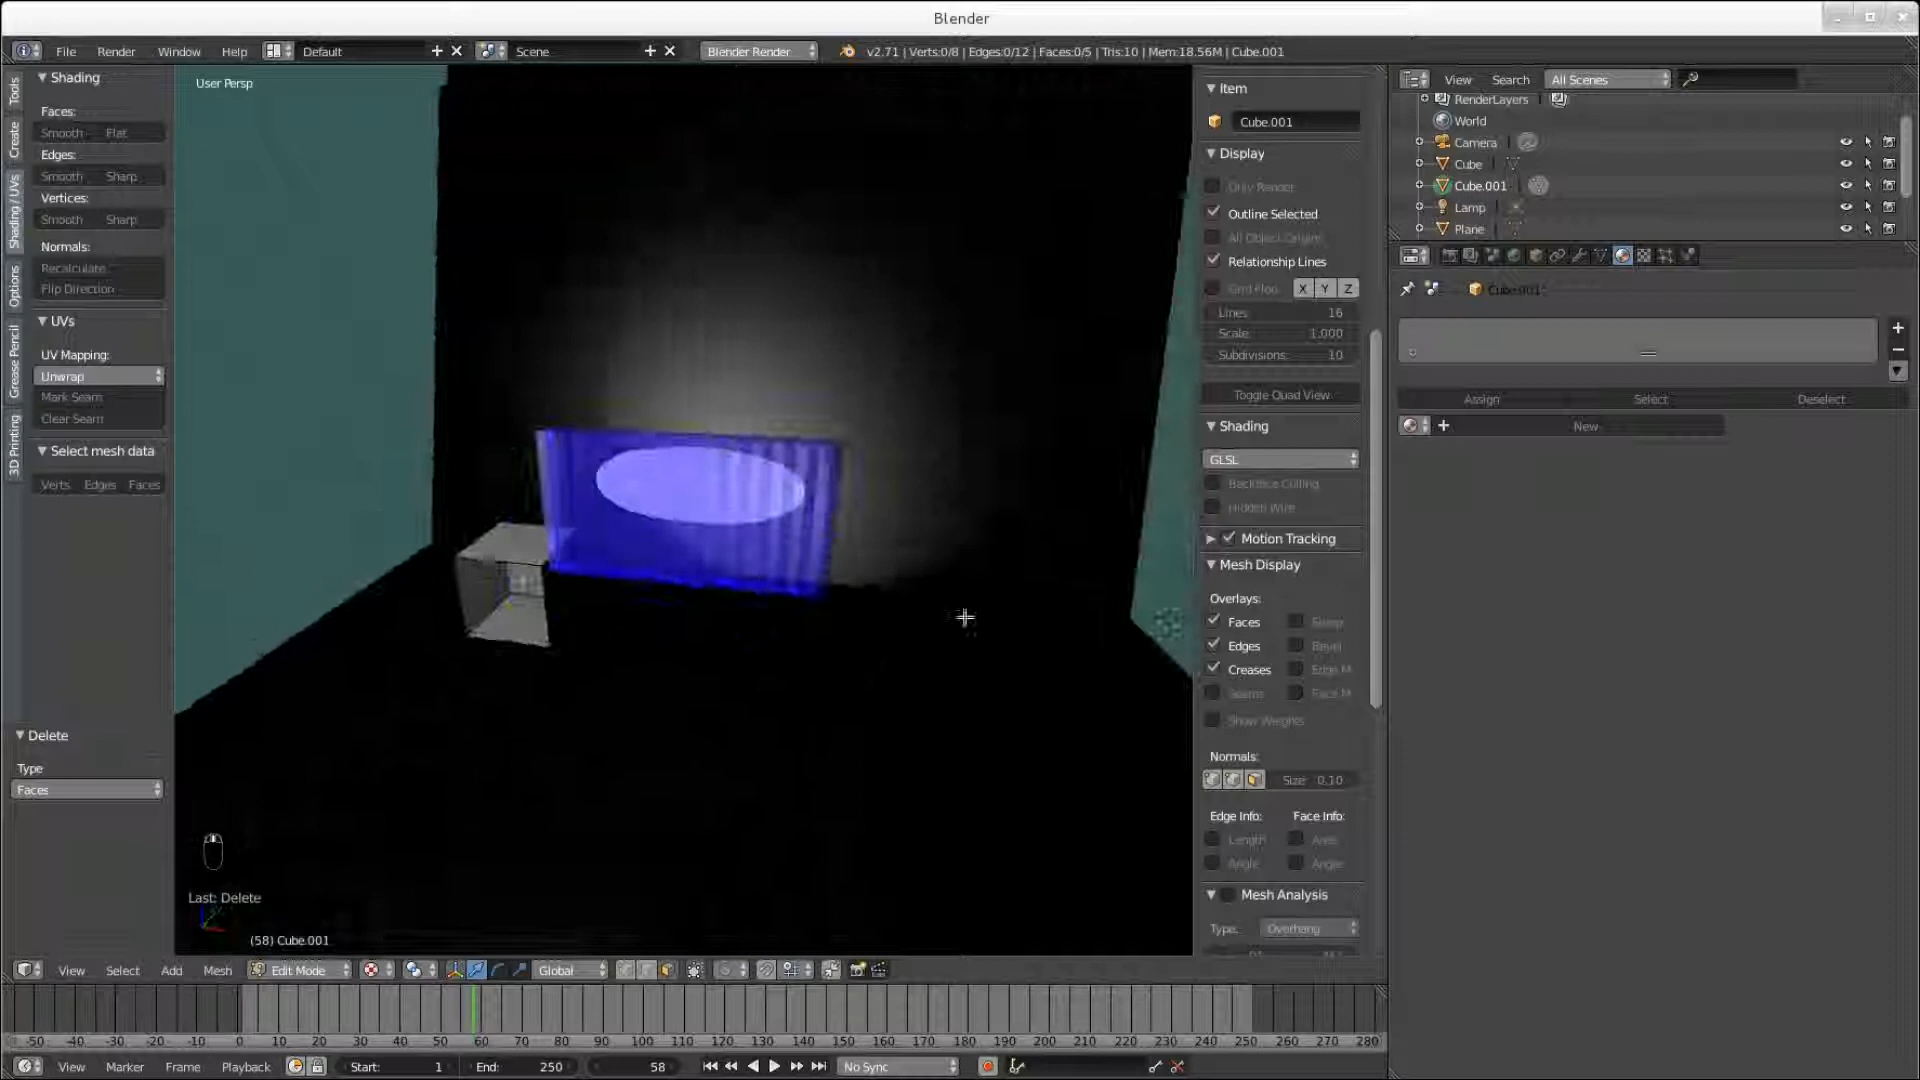 Blender
File Render Window Help Default Scene Blender Render v2.71 | Verts:0/8 | Edges:0/12 | Faces:0/5 | Tris:10 | Mem:18.56M | Cube.001
Tools
Create
Shading / UVs
Options
Grease Pencil
3D Printing
Shading
Faces:
Smooth Flat
Edges:
Smooth Sharp
Vertices:
Smooth Sharp
Normals:
Recalculate
Flip Direction
UVs
UV Mapping:
Unwrap
Mark Seam
Clear Seam
Select mesh data
Verts Edges Faces
Delete
Type
Faces
User Persp
Last: Delete
(58) Cube.001
Item
Cube.001
Display
Only Render
Outline Selected
All Object Origins
Relationship Lines
Grid Floo X Y Z
Lines: 16
Scale: 1.000
Subdivisions: 10
Toggle Quad View
Shading
GLSL
Backface Culling
Hidden Wire
Motion Tracking
Mesh Display
Overlays:
Faces Sharp
Edges Bevel
Creases Edge M
Seams Face M
Show Weights
Normals:
Size: 0.10
Edge Info: Face Info:
Length Area
Angle Angle
Mesh Analysis
Type: Overhang
View Search All Scenes
RenderLayers
World
Camera
Cube
Cube.001
Lamp
Plane
Cube.001
Assign Select Deselect
New
View Select Add Mesh Edit Mode Global
-50 -40 -30 -20 -10 0 10 20 30 40 50 60 70 80 90 100 110 120 130 140 150 160 170 180 190 200 210 220 230 240 250 260 270 280
View Marker Frame Playback Start: 1 End: 250 58 No Sync